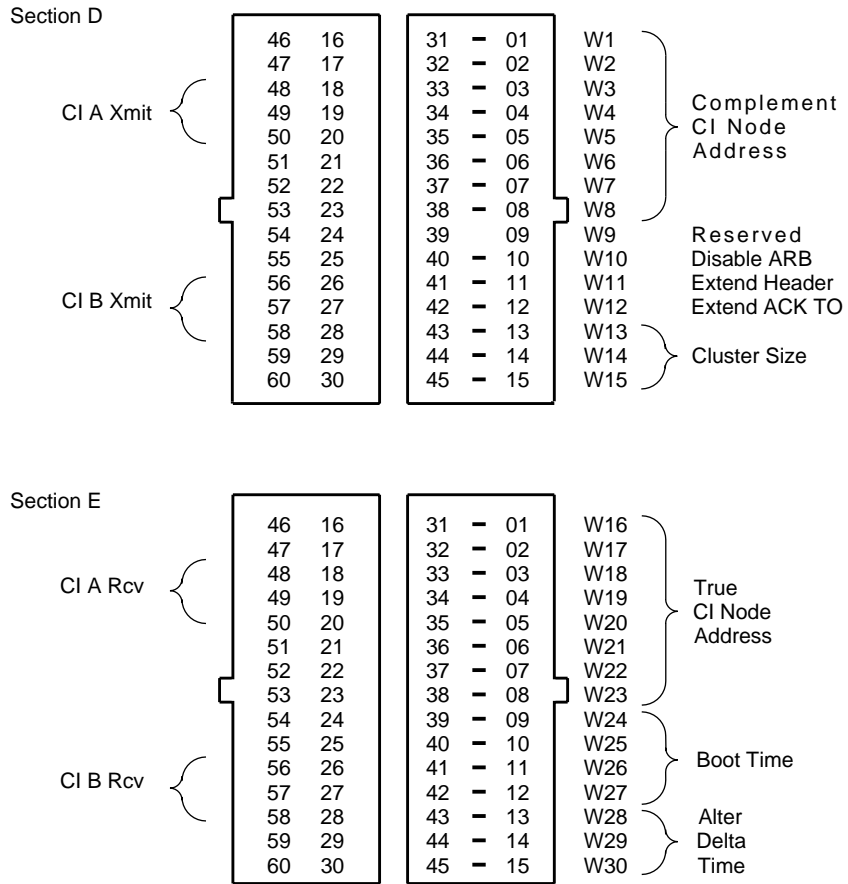 Section D
46 16 31 - 01 W1
47 17 32 - 02 W2
48 18 33 - 03 W3
CI A Xmit 49 19 34 - 04 W4 Complement
50 20 35 - 05 W5 CI Node
51 21 36 - 06 W6 Address
52 22 37 - 07 W7
53 23 38 - 08 W8
54 24 39 09 W9 Reserved
55 25 40 - 10 W10 Disable ARB
56 26 41 - 11 W11 Extend Header
CI B Xmit 57 27 42 - 12 W12 Extend ACK TO
58 28 43 - 13 W13
59 29 44 - 14 W14 Cluster Size
60 30 45 - 15 W15
Section E
46 16 31 - 01 W16
47 17 32 - 02 W17
48 18 33 - 03 W18
CI A Rcv 49 19 34 - 04 W19 True
50 20 35 - 05 W20 CI Node
51 21 36 - 06 W21 Address
52 22 37 - 07 W22
53 23 38 - 08 W23
54 24 39 - 09 W24
55 25 40 - 10 W25
56 26 41 - 11 W26 Boot Time
CI B Rcv 57 27 42 - 12 W27
58 28 43 - 13 W28 Alter
59 29 44 - 14 W29 Delta
60 30 45 - 15 W30 Time